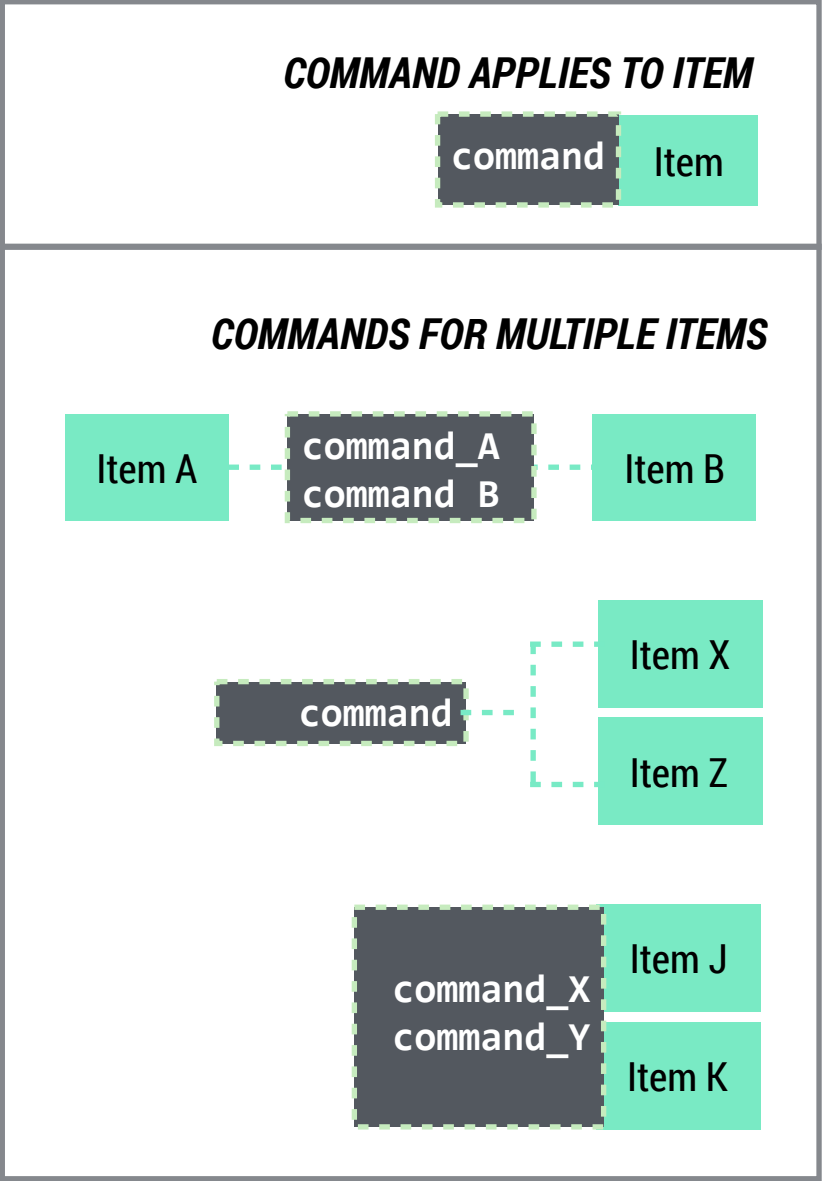 COMMAND APPLIES TO ITEM
command
Item
COMMANDS FOR MULTIPLE ITEMS
Item A
command_A
command B
Item B
command
Item X
Item Z
command_X
command_Y
Item J
Item K